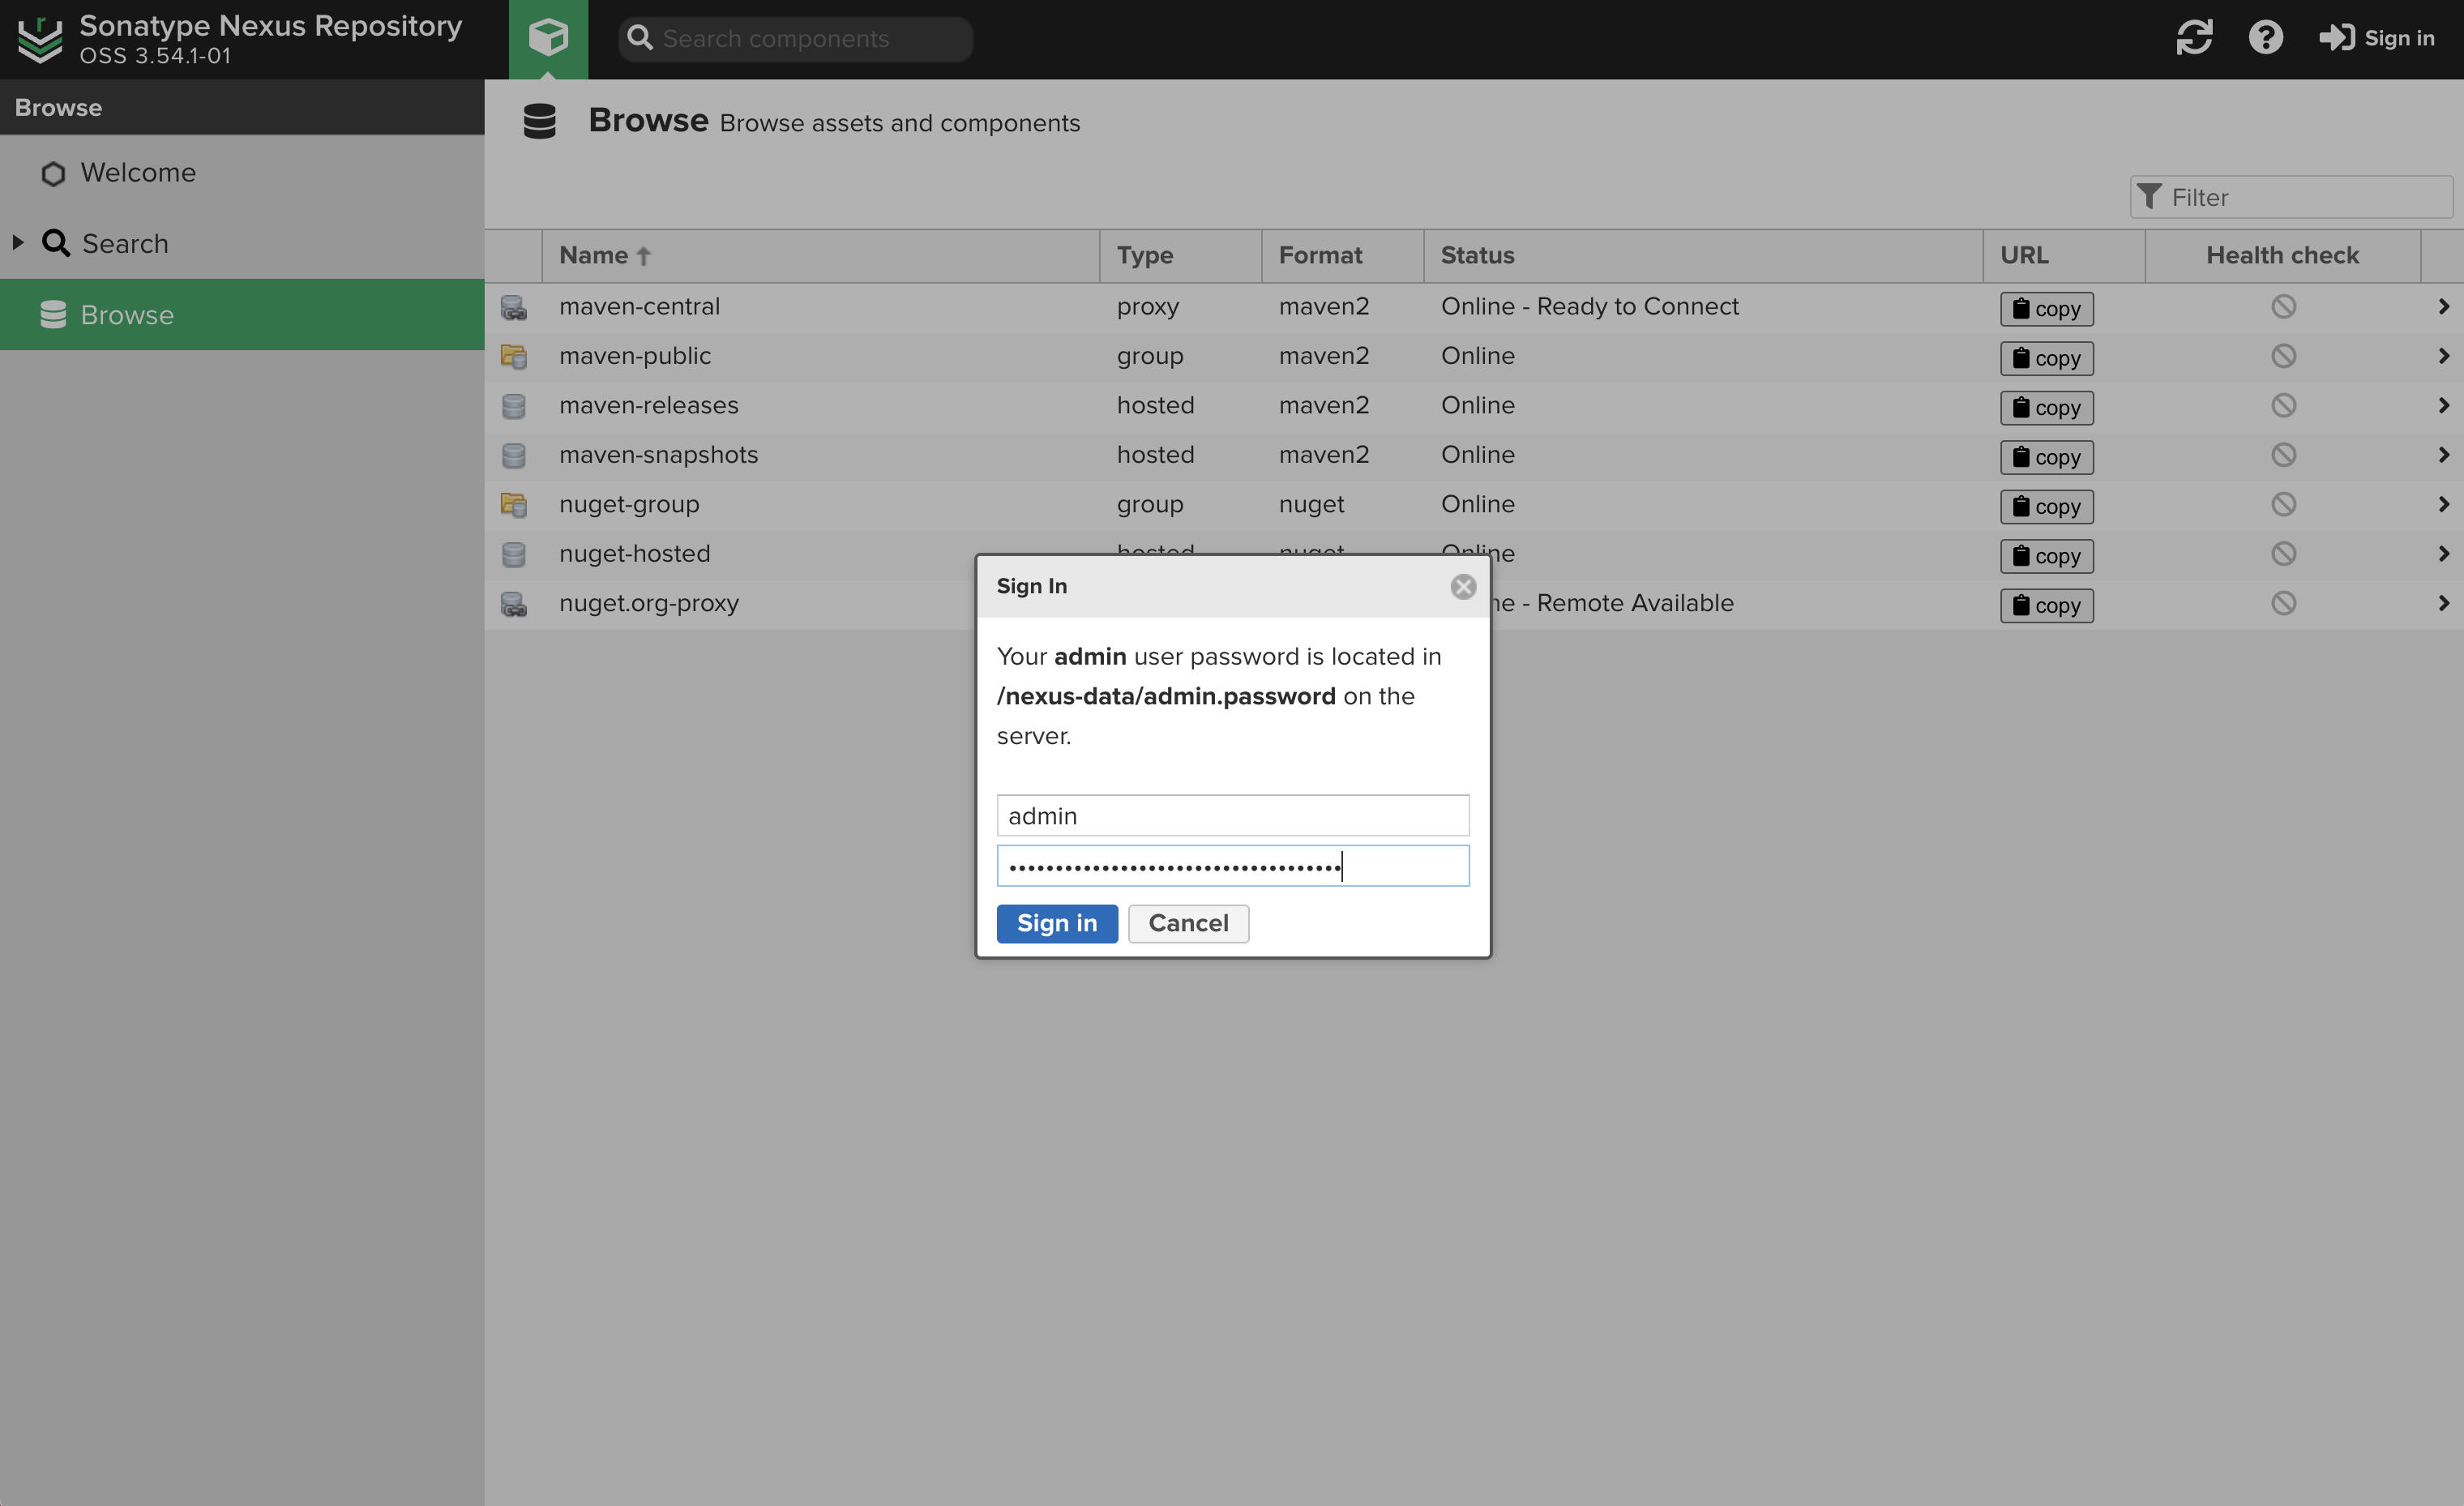 Sonatype Nexus Repository
OSS 3.54.1-01
Search components
Sign in
Browse
Welcome
Search
Browse
Browse Browse assets and components
Filter
Name Type Format Status URL Health check
maven-central proxy maven2 Online - Ready to Connect copy
maven-public group maven2 Online copy
maven-releases hosted maven2 Online copy
maven-snapshots hosted maven2 Online copy
nuget-group group nuget Online copy
nuget-hosted hosted nuget Online copy
nuget.org-proxy ne - Remote Available copy
Sign In
Your admin user password is located in
/nexus-data/admin.password on the
server.
admin
••••••••••••••••••••••••••••••••••••
Sign in Cancel